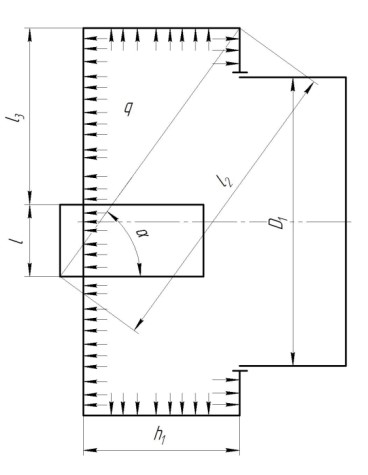 q
l₃
l₂
D₁
α
l
h₁